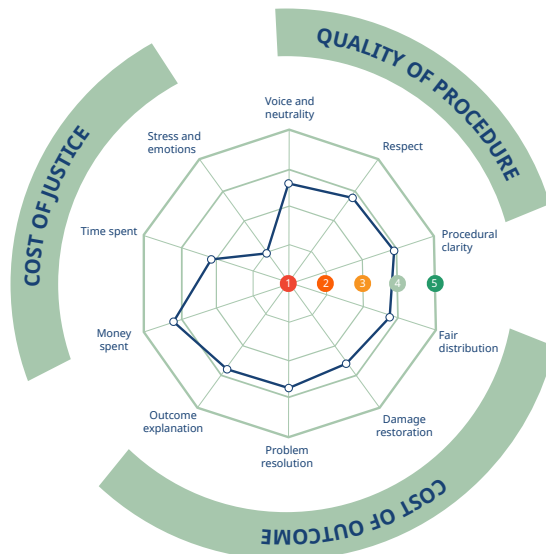 QUALITY OF PROCEDURE
COST OF JUSTICE
COST OF OUTCOME
Voice and
neutrality
Respect
Procedural
clarity
Fair
distribution
Damage
restoration
Problem
resolution
Outcome
explanation
Money
spent
Time spent
Stress and
emotions
1 2 3 4 5